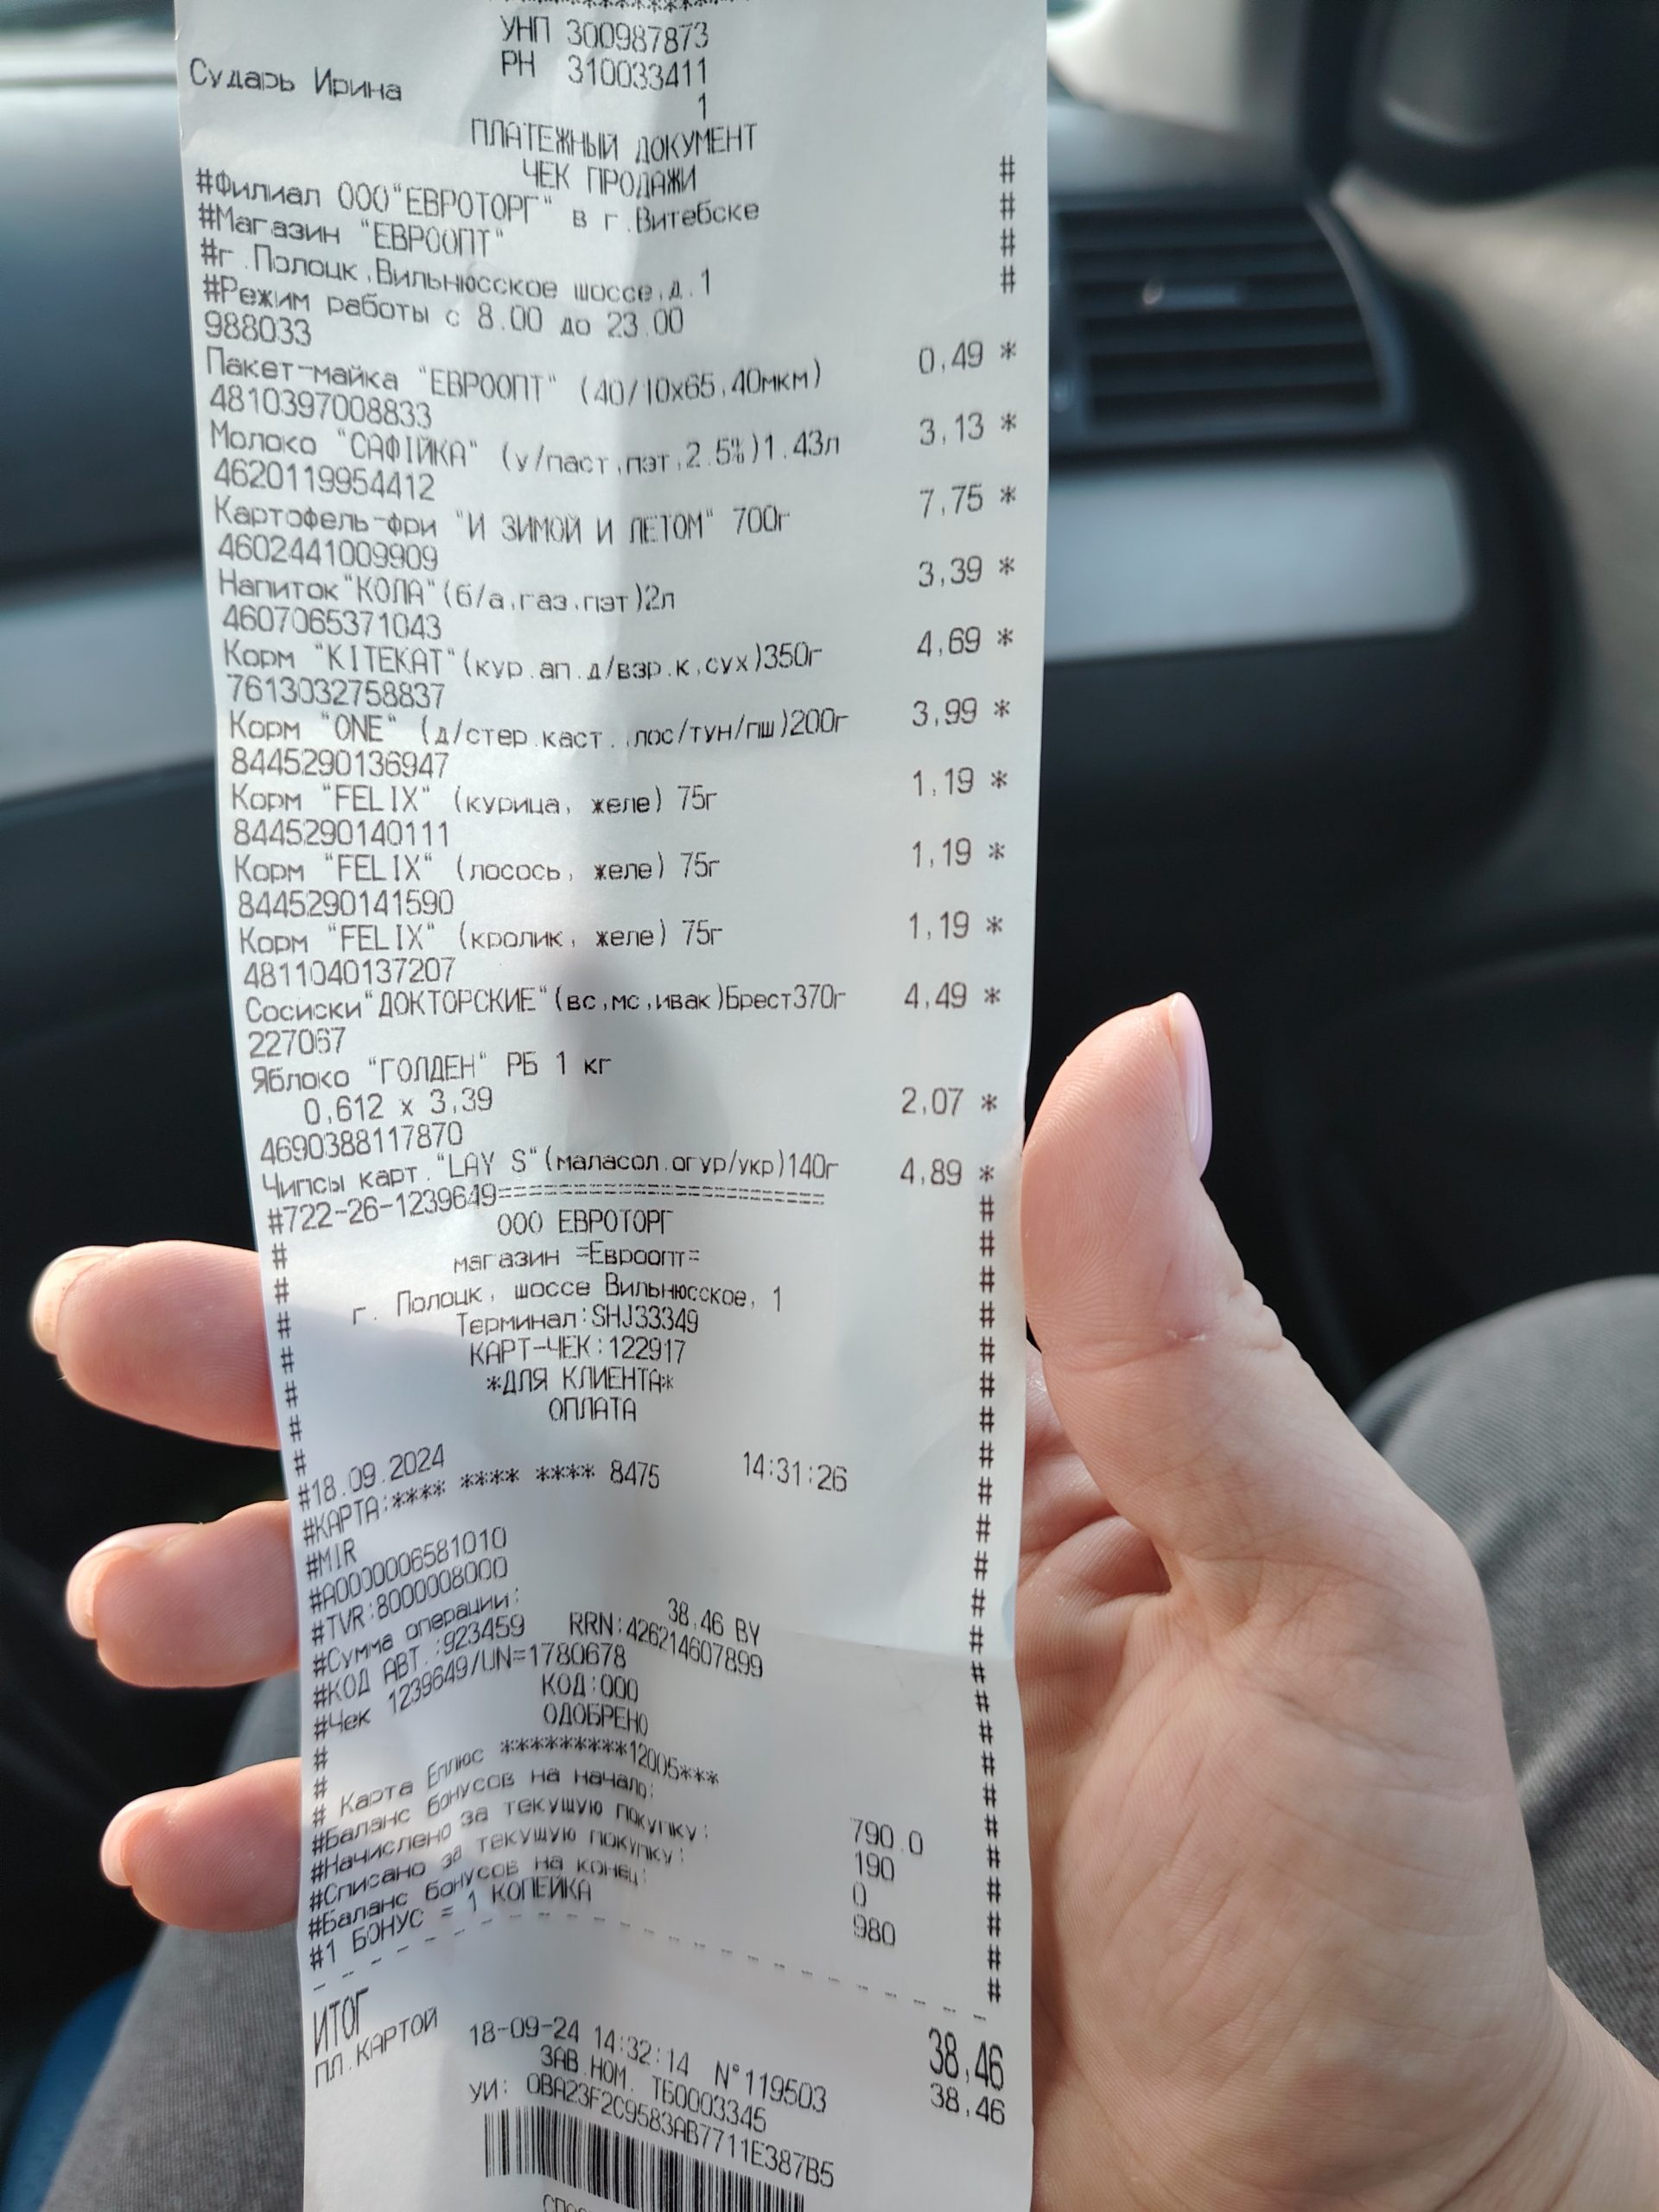 УНП 300987873
РН 310033411
Сударь Ирина 1
ПЛАТЕЖНЫЙ ДОКУМЕНТ
ЧЕК ПРОДАЖИ
#Филиал ООО"ЕВРОТОРГ" в г.Витебске #
#Магазин "ЕВРООПТ" #
#г.Полоцк,Вильнюсское шоссе,д.1 #
#Режим работы с 8.00 до 23.00 #
988033
Пакет-майка "ЕВРООПТ" (40/10х65,40мкм) 0,49 *
4810397008833
Молоко "САФIЙКА" (у/паст,пэт,2.5%)1.43л 3,13 *
4620119954412
Картофель-фри "И ЗИМОЙ И ЛЕТОМ" 700г 7,75 *
4602441009909
Напиток"КОЛА"(б/а,газ,пэт)2л 3,39 *
4607065371043
Корм "KITEKAT"(кур.ап.д/взр.к,сух)350г 4,69 *
7613032758837
Корм "ONE" (д/стер.каст.,лос/тун/пш)200г 3,99 *
8445290136947
Корм "FELIX" (курица, желе) 75г 1,19 *
8445290140111
Корм "FELIX" (лосось, желе) 75г 1,19 *
8445290141590
Корм "FELIX" (кролик, желе) 75г 1,19 *
4811040137207
Сосиски"ДОКТОРСКИЕ"(вс,мс,ивак)Брест370г 4,49 *
227067
Яблоко "ГОЛДЕН" РБ 1 кг
0,612 х 3,39 2,07 *
4690388117870
Чипсы карт."LAY S"(маласол.огур/укр)140г 4,89 *
#722-26-1239649========================== #
# ООО ЕВРОТОРГ #
# магазин =Евроопт= #
# г. Полоцк, шоссе Вильнюсское, 1 #
# Терминал:SHJ33349 #
# КАРТ-ЧЕК:122917 #
# *ДЛЯ КЛИЕНТА* #
# ОПЛАТА #
#18.09.2024 14:31:26 #
#КАРТА:**** **** **** 8475 #
#MIR #
#A0000006581010 #
#TVR:8000008000 #
#Сумма операции: 38.46 BY #
#КОД АВТ.:923459 RRN:426214607899 #
#Чек 1239649/UN=1780678 #
# КОД:000 #
# ОДОБРЕНО #
# Карта Еплюс *********12005*** #
#Баланс бонусов на начало: 790.0 #
#Начислено за текущую покупку: 190 #
#Списано за текущую покупку: 0 #
#Баланс бонусов на конец: 980 #
#1 БОНУС = 1 КОПЕЙКА #
ИТОГ 38,46
ПЛ.КАРТОЙ 38,46
18-09-24 14:32:14 N°119503
ЗАВ.НОМ. ТБ0003345
УИ: 0BA23F2C9583AB7711E387B5